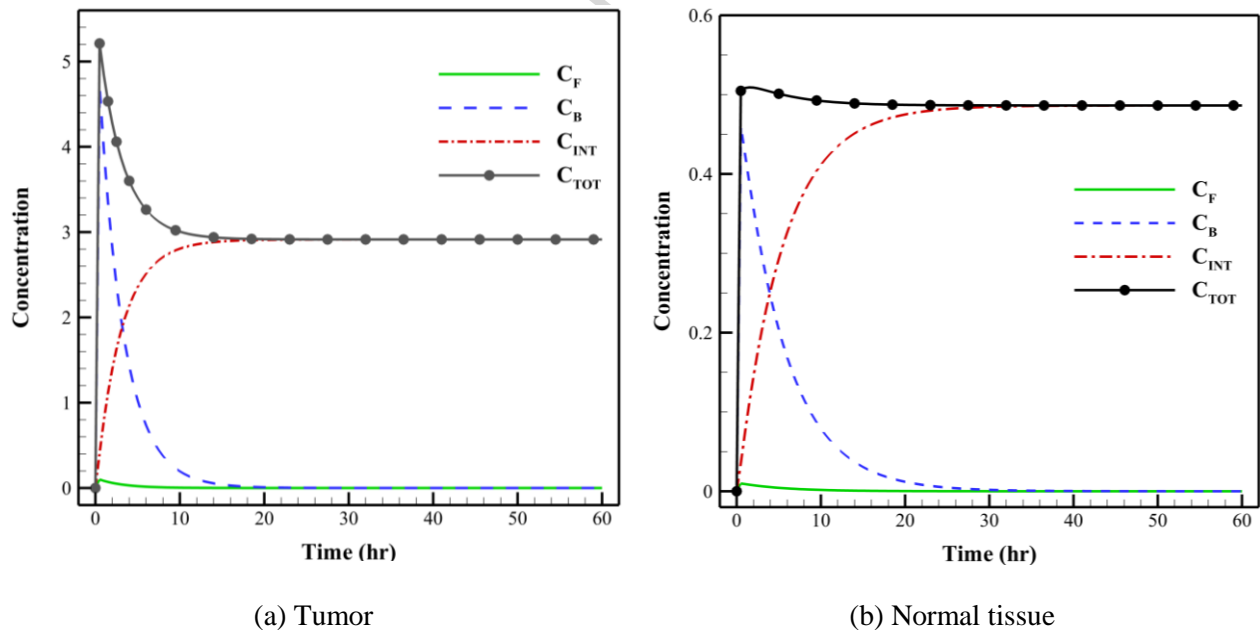 5
4
3
2
1
0
Concentration
C_F
C_B
C_INT
C_TOT
0 10 20 30 40 50 60
Time (hr)
(a) Tumor
0.6
0.4
0.2
0
Concentration
C_F
C_B
C_INT
C_TOT
0 10 20 30 40 50 60
Time (hr)
(b) Normal tissue